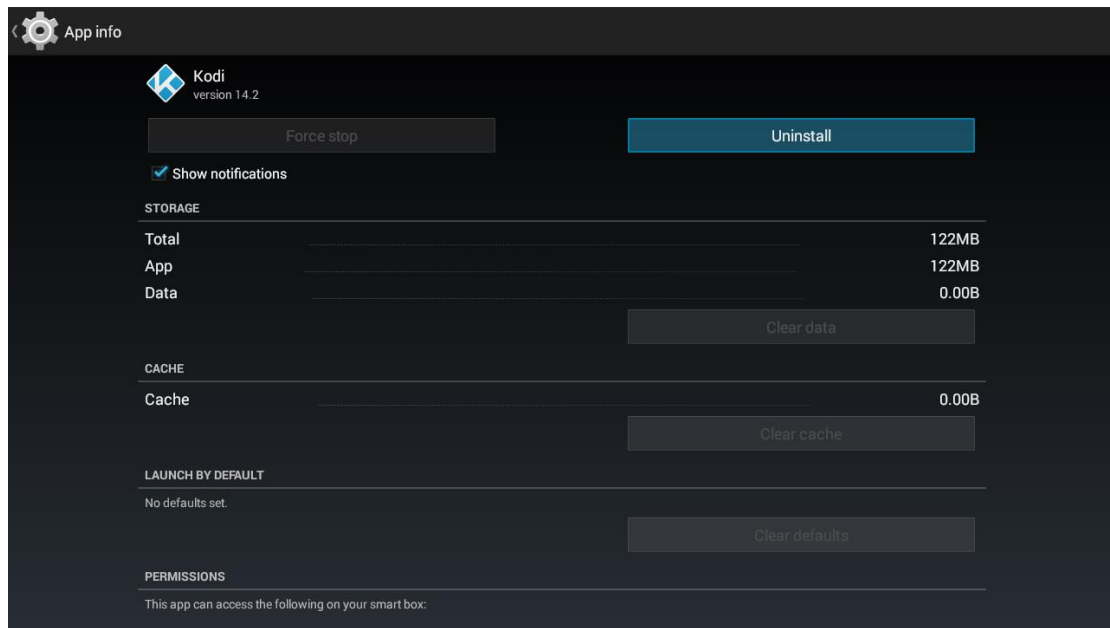 App info
Kodi
version 14.2
Force stop
Uninstall
Show notifications
STORAGE
Total 122MB
App 122MB
Data 0.00B
Clear data
CACHE
Cache 0.00B
Clear cache
LAUNCH BY DEFAULT
No defaults set.
Clear defaults
PERMISSIONS
This app can access the following on your smart box: